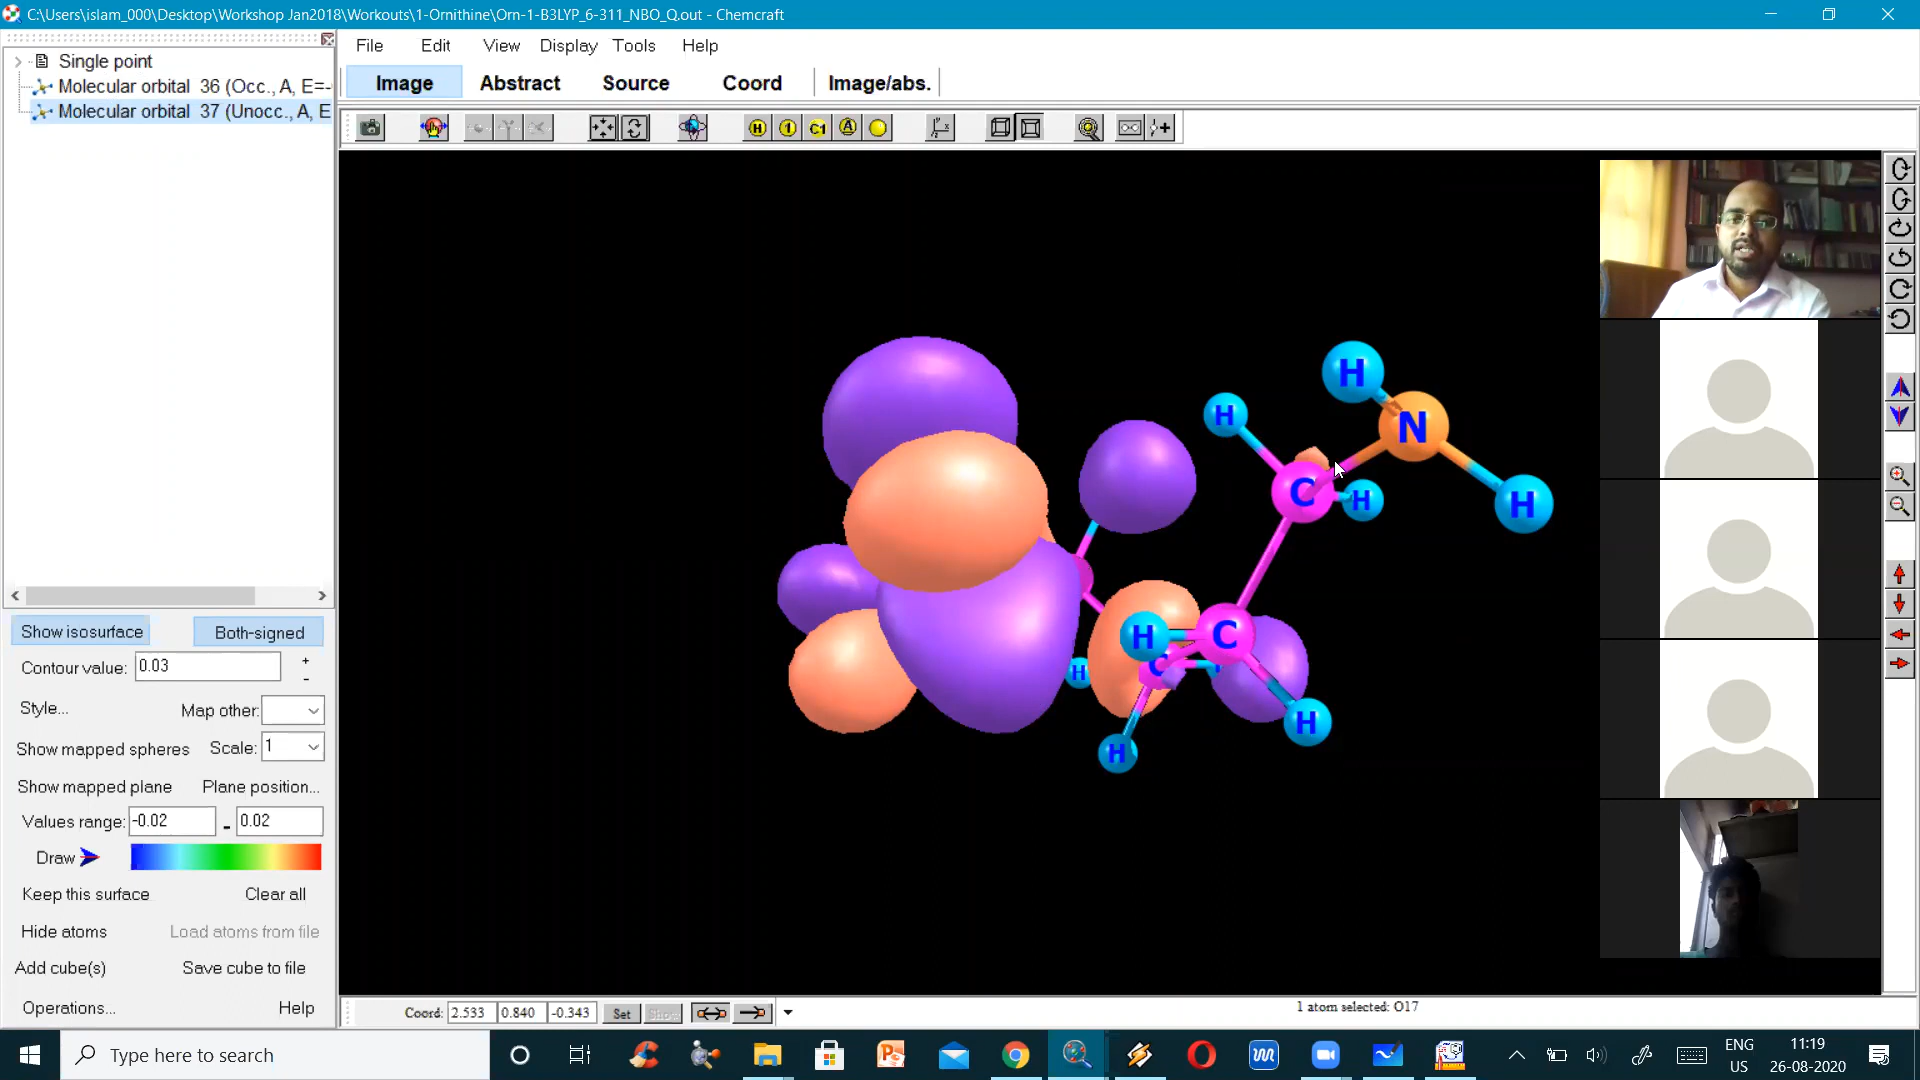 C:\Users\islam_000\Desktop\Workshop Jan2018\Workouts\1-Ornithine\Orn-1-B3LYP_6-311_NBO_Q.out - Chemcraft
File Edit View Display Tools Help
Image Abstract Source Coord Image/abs.
Single point
Molecular orbital 36 (Occ., A, E=-
Molecular orbital 37 (Unocc., A, E
H 1 C1 A
H
H
N
C
H
H
H
C
C
H
H
H
Show isosurface Both-signed
Contour value: 0.03 + -
Style... Map other:
Show mapped spheres Scale: 1
Show mapped plane Plane position...
Values range: -0.02 - 0.02
Draw
Keep this surface Clear all
Hide atoms Load atoms from file
Add cube(s) Save cube to file
Operations... Help
Coord: 2.533 0.840 -0.343 Set Show
1 atom selected: O17
Type here to search
ENG
US
11:19
26-08-2020